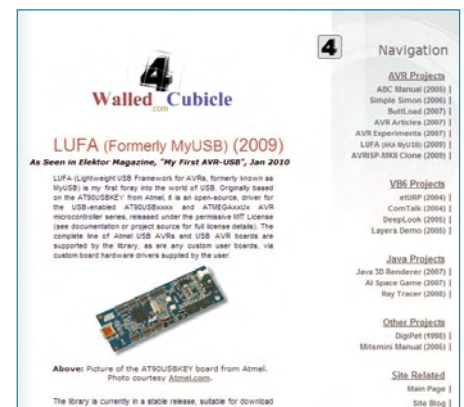 4
Walled Cubicle
.com
LUFA (Formerly MyUSB) (2009)
As Seen in Elektor Magazine, "My First AVR-USB", Jan 2010
LUFA (Lightweight USB Framework for AVRs, formerly known as
MyUSB) is my first foray into the world of USB. Originally based
on the AT90USBKEY from Atmel, it is an open-source, driver for
the USB-enabled AT90USBxxxx and ATMEGAxxUx AVR
microcontroller series, released under the permissive MIT License
(see documentation or project source for full license details). The
complete line of Atmel USB AVRs and USB AVR boards are
supported by the library, as are any custom user boards, via
custom board hardware drivers supplied by the user.
Above: Picture of the AT90USBKEY board from Atmel.
Photo courtesy Atmel.com.
The library is currently in a stable release, suitable for download
4
Navigation
AVR Projects
ABC Manual (2005) |
Simple Simon (2006) |
ButtLoad (2007) |
AVR Articles (2007) |
AVR Experiments (2007) |
LUFA (AKA MyUSB) (2009) |
AVRISP-MKII Clone (2009) |
VB6 Projects
etURP (2004) |
ComTalk (2004) |
DeepLook (2005) |
Layera Demo (2005) |
Java Projects
Java 3D Renderer (2007) |
AI Space Game (2007) |
Ray Tracer (2008) |
Other Projects
DigiPet (1998) |
Mitsmini Manual (2005) |
Site Related
Main Page |
Site Blog |